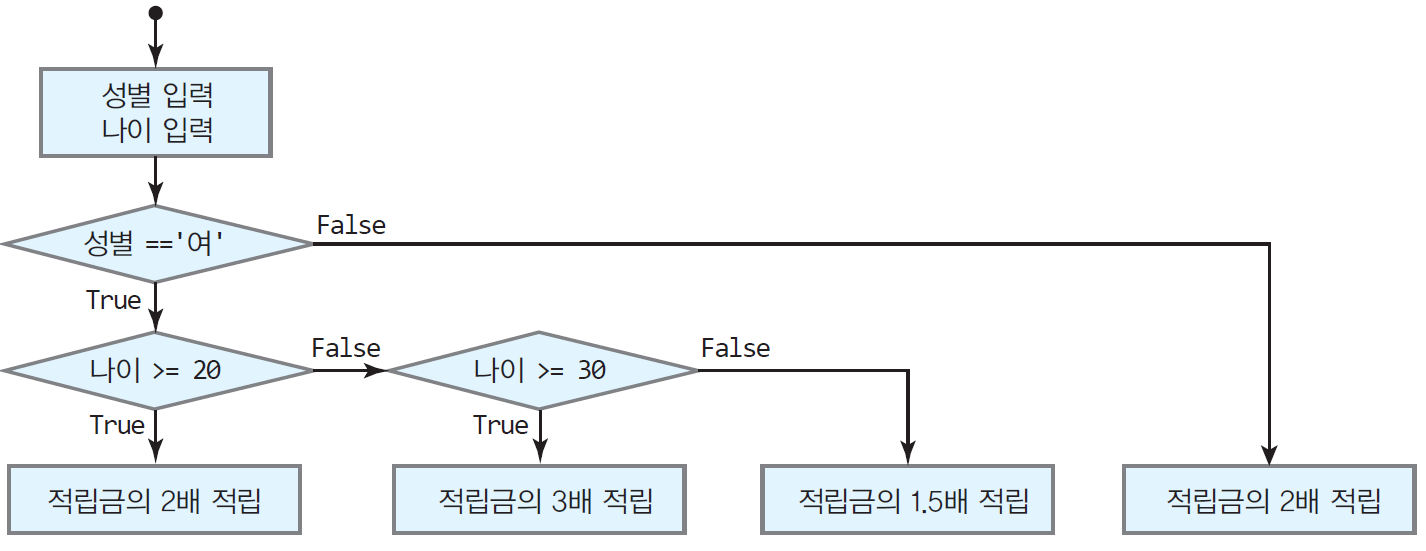 성별 입력
나이 입력
성별 =='여'
False
True
나이 >= 20
False
나이 >= 30
False
True
True
적립금의 2배 적립
적립금의 3배 적립
적립금의 1.5배 적립
적립금의 2배 적립